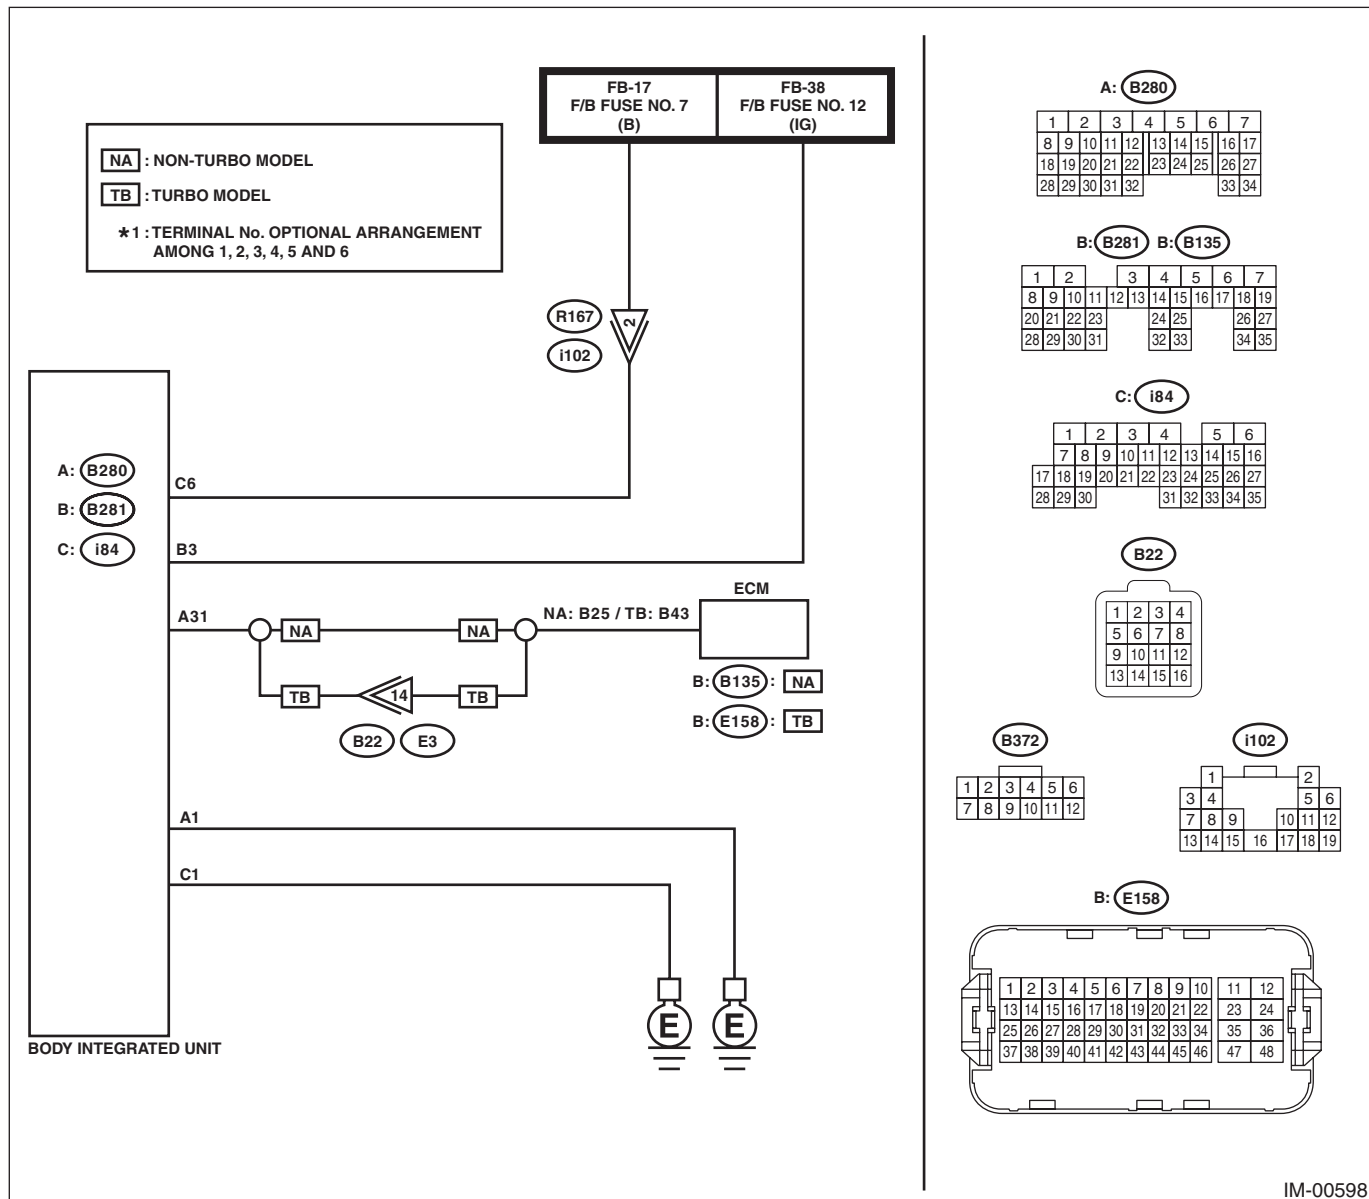 FB-17
F/B FUSE NO. 7
(B)
FB-38
F/B FUSE NO. 12
(IG)
NA : NON-TURBO MODEL
TB : TURBO MODEL
*1 : TERMINAL No. OPTIONAL ARRANGEMENT
AMONG 1, 2, 3, 4, 5 AND 6
R167
i102
2
A: B280
B: B281
C: i84
C6
B3
A31
NA
NA
TB
14
TB
B22
E3
NA: B25 / TB: B43
ECM
B: B135 : NA
B: E158 : TB
A1
C1
E
E
BODY INTEGRATED UNIT
A: B280
1 2 3 4 5 6 7
8 9 10 11 12 13 14 15 16 17
18 19 20 21 22 23 24 25 26 27
28 29 30 31 32 33 34
B: B281 B: B135
1 2 3 4 5 6 7
8 9 10 11 12 13 14 15 16 17 18 19
20 21 22 23 24 25 26 27
28 29 30 31 32 33 34 35
C: i84
1 2 3 4 5 6
7 8 9 10 11 12 13 14 15 16
17 18 19 20 21 22 23 24 25 26 27
28 29 30 31 32 33 34 35
B22
1 2 3 4
5 6 7 8
9 10 11 12
13 14 15 16
B372
1 2 3 4 5 6
7 8 9 10 11 12
i102
1 2
3 4 5 6
7 8 9 10 11 12
13 14 15 16 17 18 19
B: E158
1 2 3 4 5 6 7 8 9 10 11 12
13 14 15 16 17 18 19 20 21 22 23 24
25 26 27 28 29 30 31 32 33 34 35 36
37 38 39 40 41 42 43 44 45 46 47 48
IM-00598